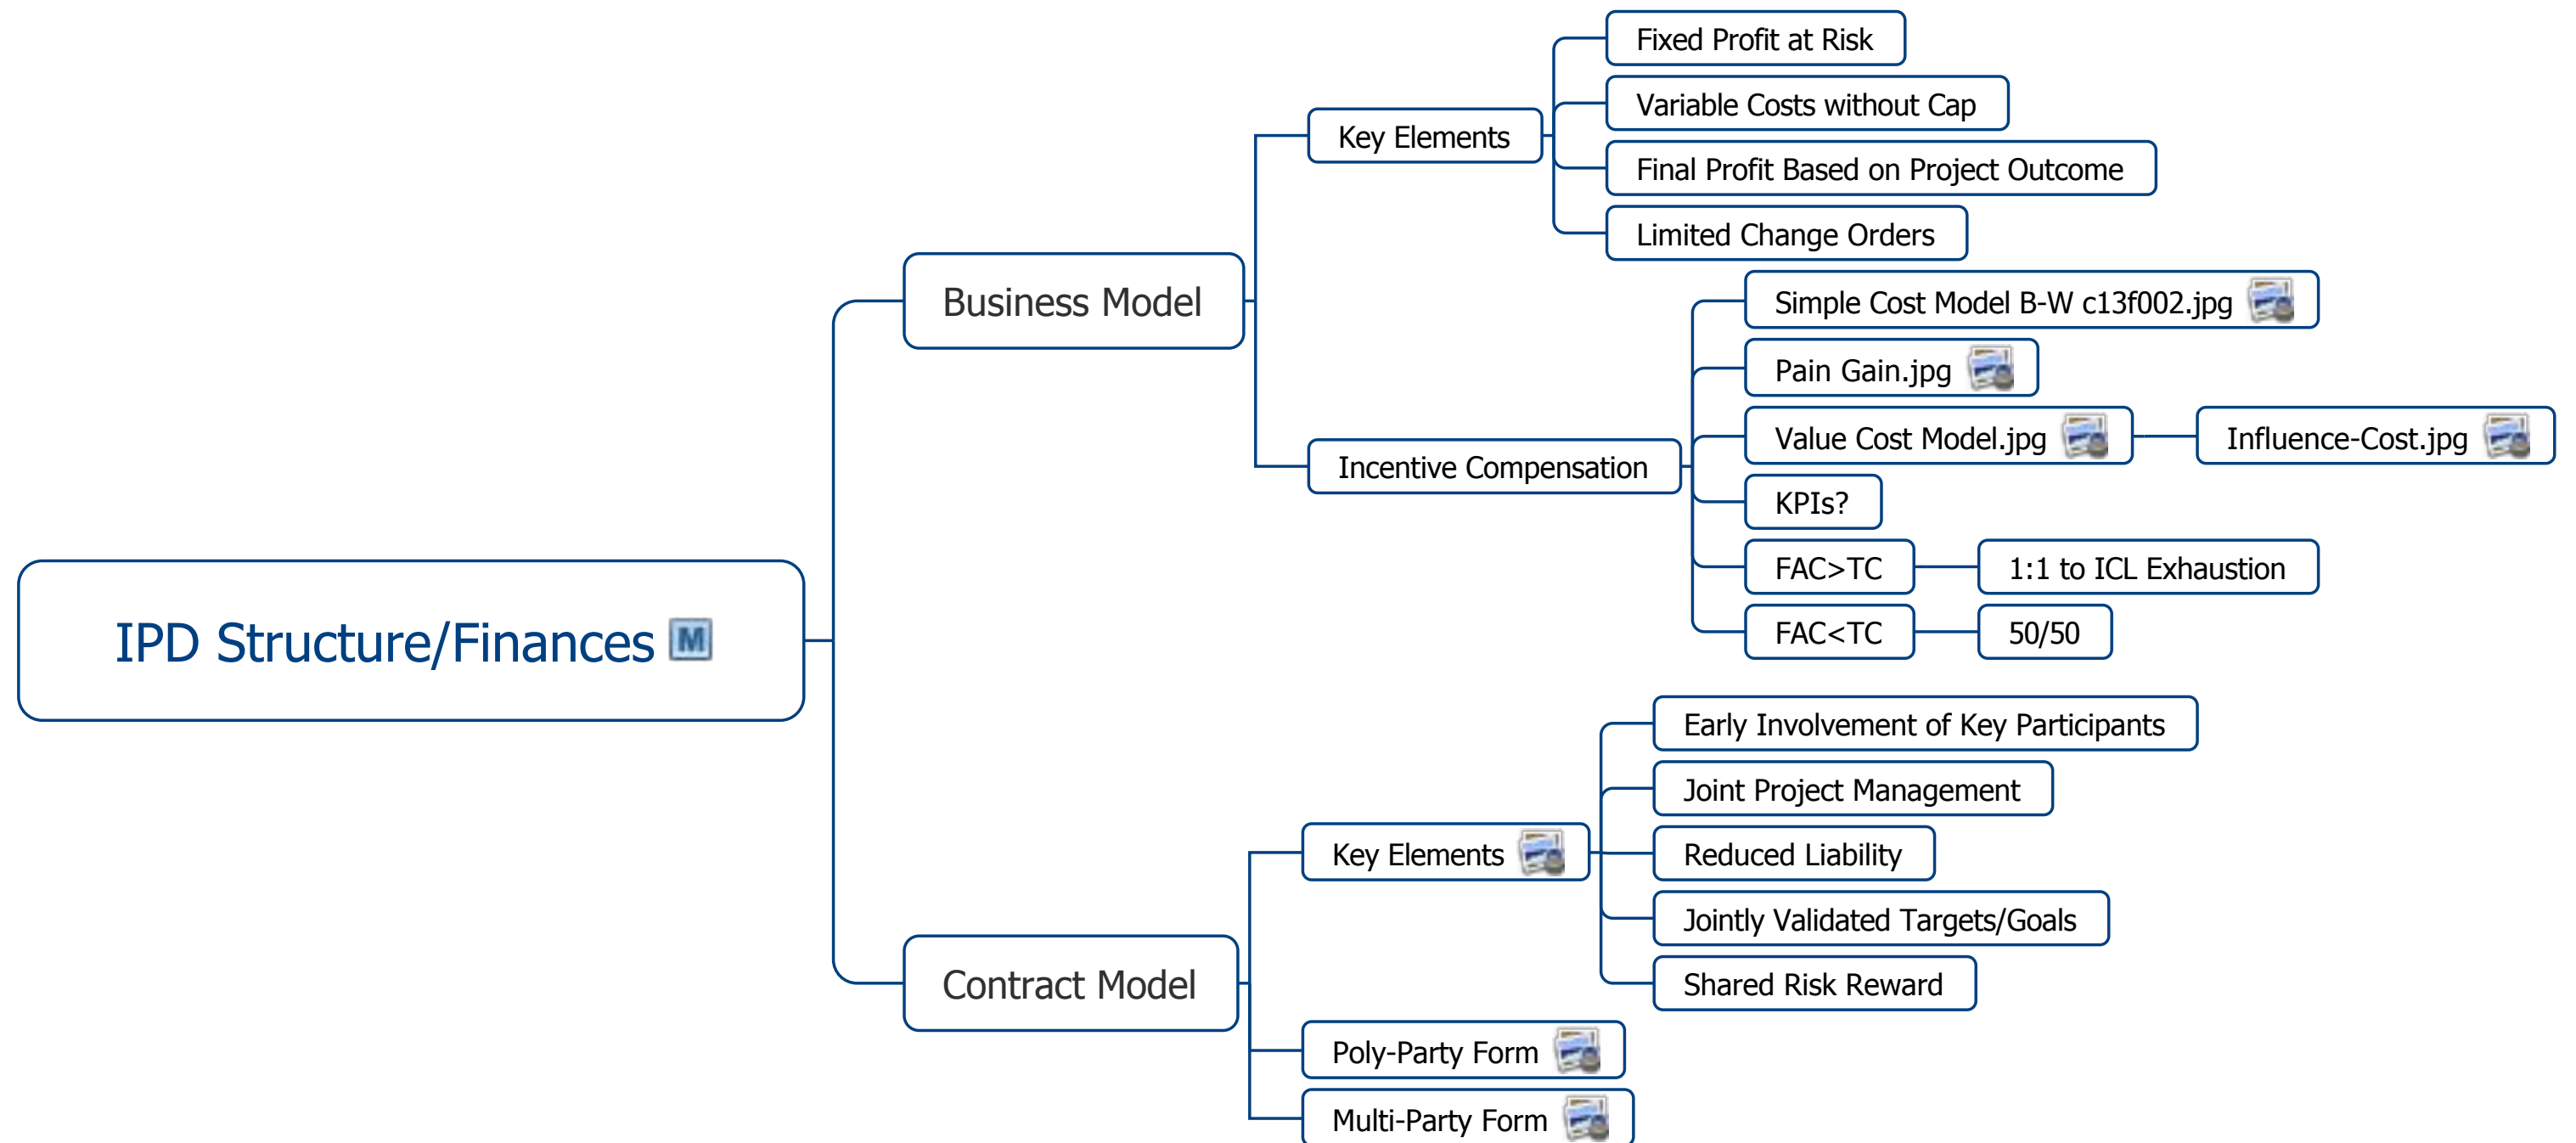 Fixed Profit at Risk
Variable Costs without Cap
Key Elements
Final Profit Based on Project Outcome
Limited Change Orders
Business Model
Simple Cost Model B-W c13f002.jpg
Pain Gain.jpg
Value Cost Model.jpg
Influence-Cost.jpg
Incentive Compensation
KPIs?
FAC>TC
1:1 to ICL Exhaustion
FAC<TC
50/50
IPD Structure/Finances M
Early Involvement of Key Participants
Joint Project Management
Key Elements
Reduced Liability
Jointly Validated Targets/Goals
Shared Risk Reward
Contract Model
Poly-Party Form
Multi-Party Form